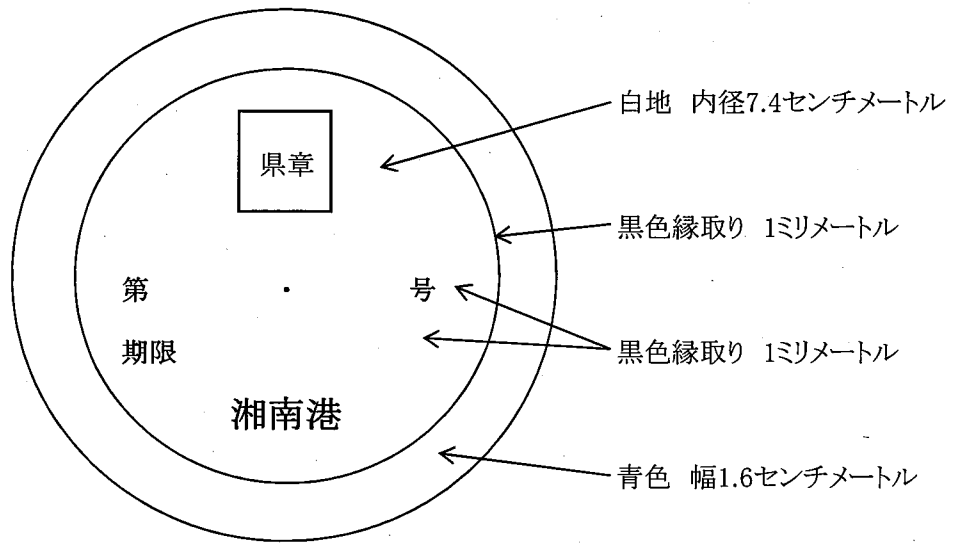 県章
第 ・ 号
期限
湘南港
白地 内径7.4センチメートル
黒色縁取り 1ミリメートル
黒色縁取り 1ミリメートル
青色 幅1.6センチメートル